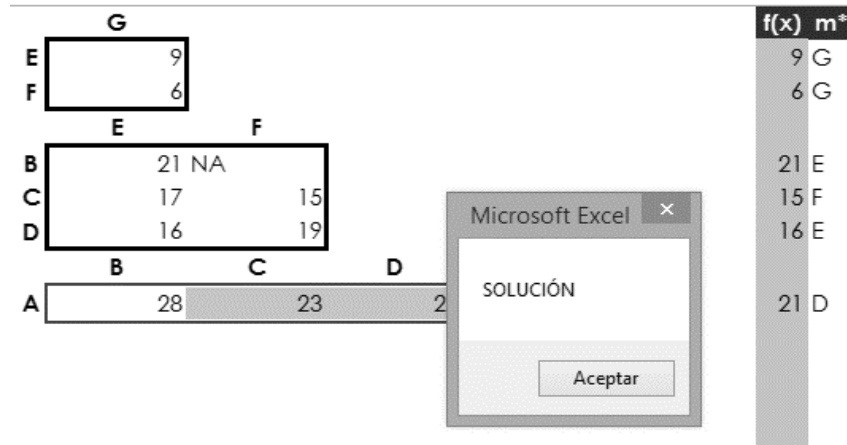 G f(x) m*
E 9 9 G
F 6 6 G
E F
B 21 NA 21 E
C 17 15 15 F
D 16 19 16 E
B C D
A 28 23 2 21 D
Microsoft Excel ×
SOLUCIÓN
Aceptar